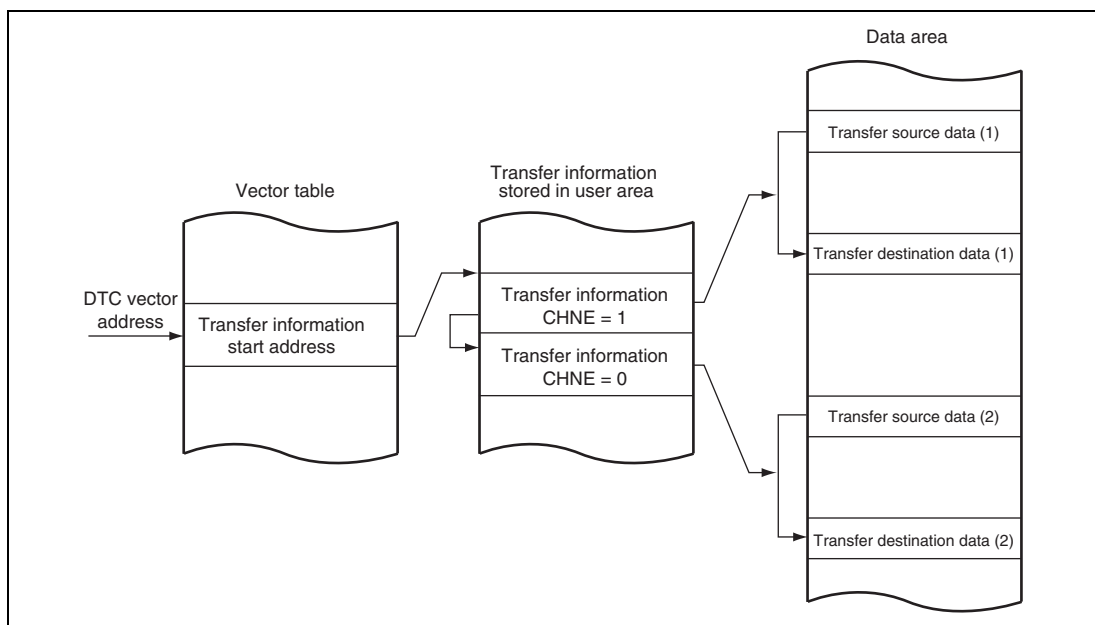 Data area
Transfer source data (1)
Transfer information
stored in user area
Vector table
Transfer destination data (1)
DTC vector
address
Transfer information
start address
Transfer information
CHNE = 1
Transfer information
CHNE = 0
Transfer source data (2)
Transfer destination data (2)